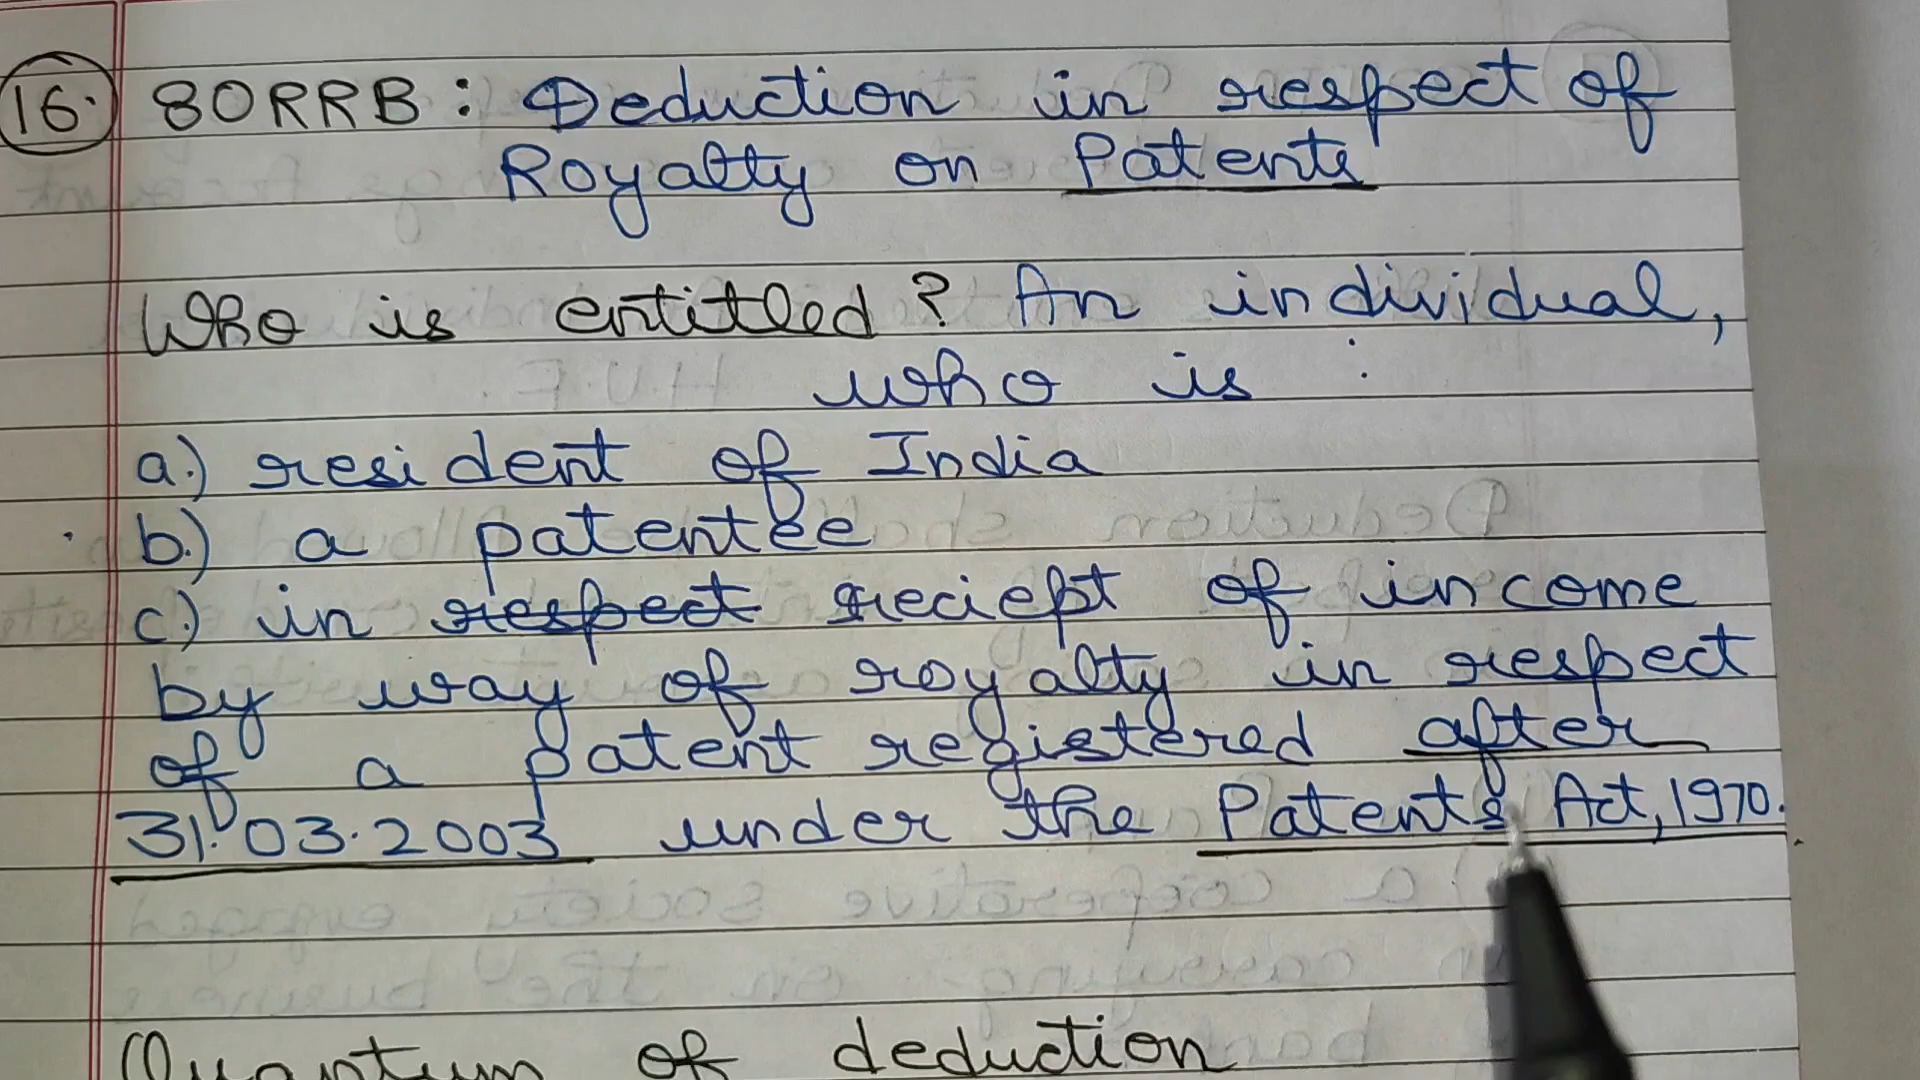 16. 80RRB: Deduction in respect of
Royalty on Patents
Who is entitled? An individual,
who is :
a.) resident of India
b.) a patentee
c.) in respect reciept of income
by way of royalty in respect
of a patent registered after
31.03.2003 under the Patents Act, 1970.
Quantum of deduction